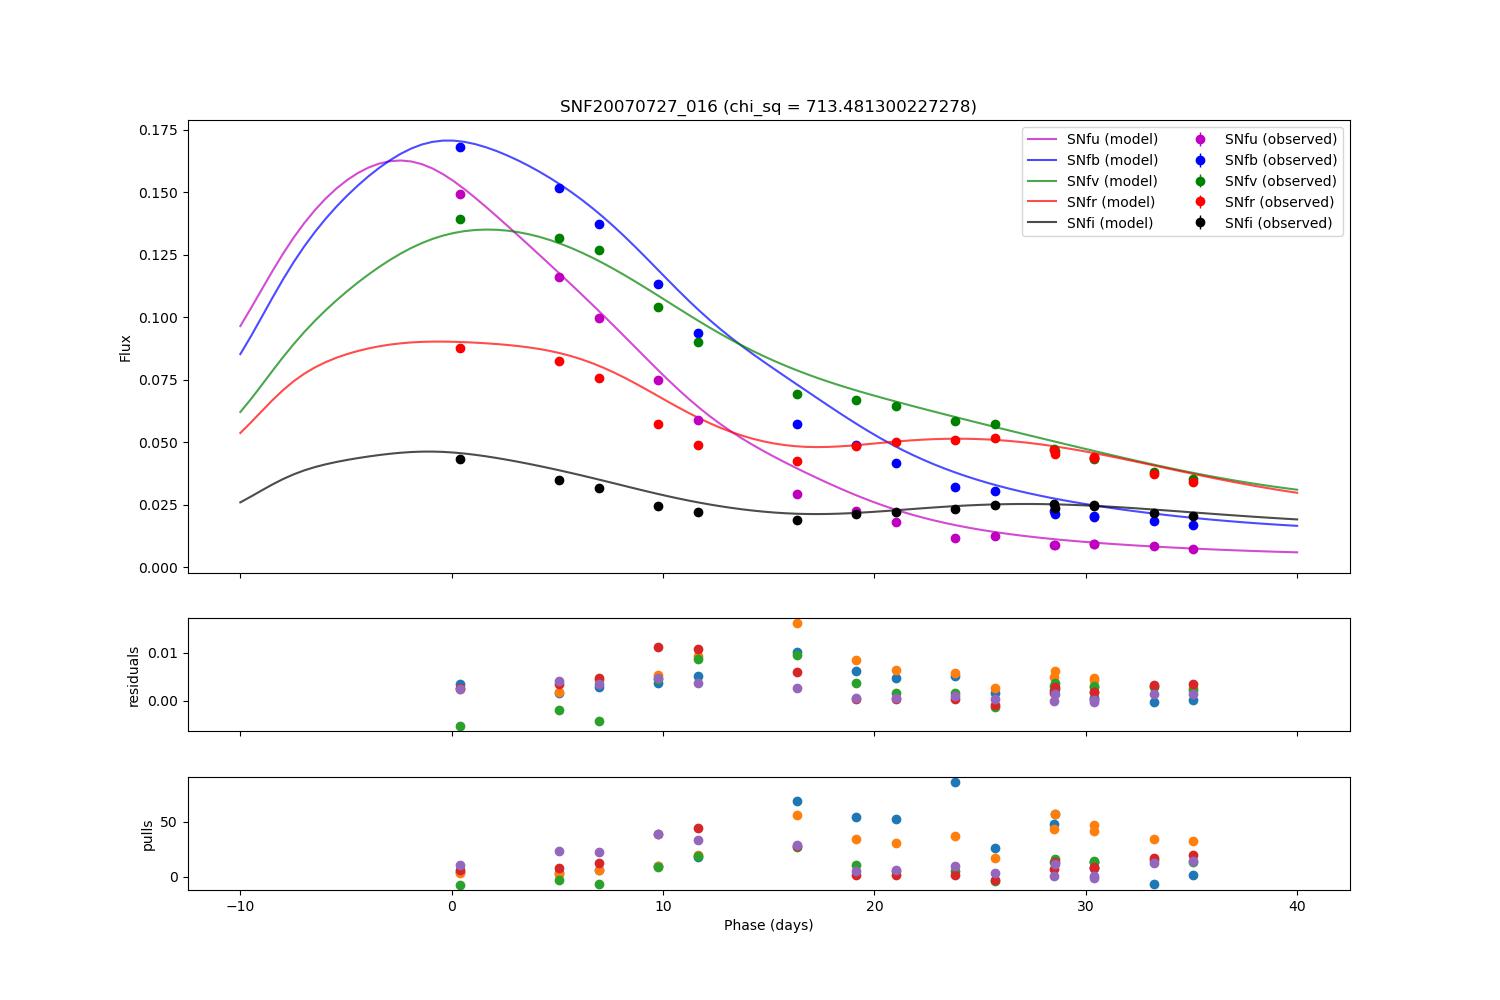 SNF20070727_016 (chi_sq = 713.481300227278)
0.175
0.150
0.125
0.100
0.075
0.050
0.025
0.000
Flux
SNfu (model)
SNfb (model)
SNfv (model)
SNfr (model)
SNfi (model)
SNfu (observed)
SNfb (observed)
SNfv (observed)
SNfr (observed)
SNfi (observed)
0.01
0.00
residuals
50
0
pulls
−10
0
10
20
30
40
Phase (days)